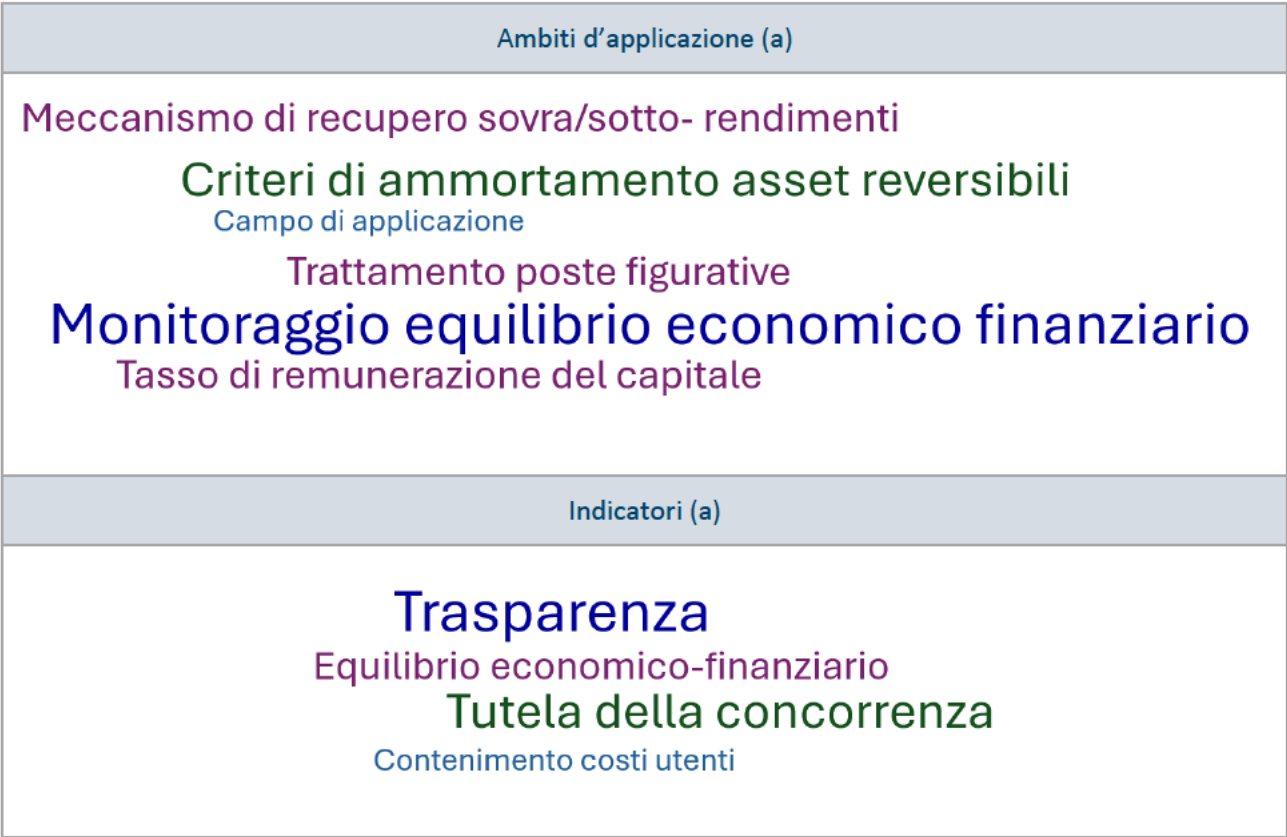 Ambiti d’applicazione (a)
Meccanismo di recupero sovra/sotto- rendimenti
Criteri di ammortamento asset reversibili
Campo di applicazione
Trattamento poste figurative
Monitoraggio equilibrio economico finanziario
Tasso di remunerazione del capitale
Indicatori (a)
Trasparenza
Equilibrio economico-finanziario
Tutela della concorrenza
Contenimento costi utenti